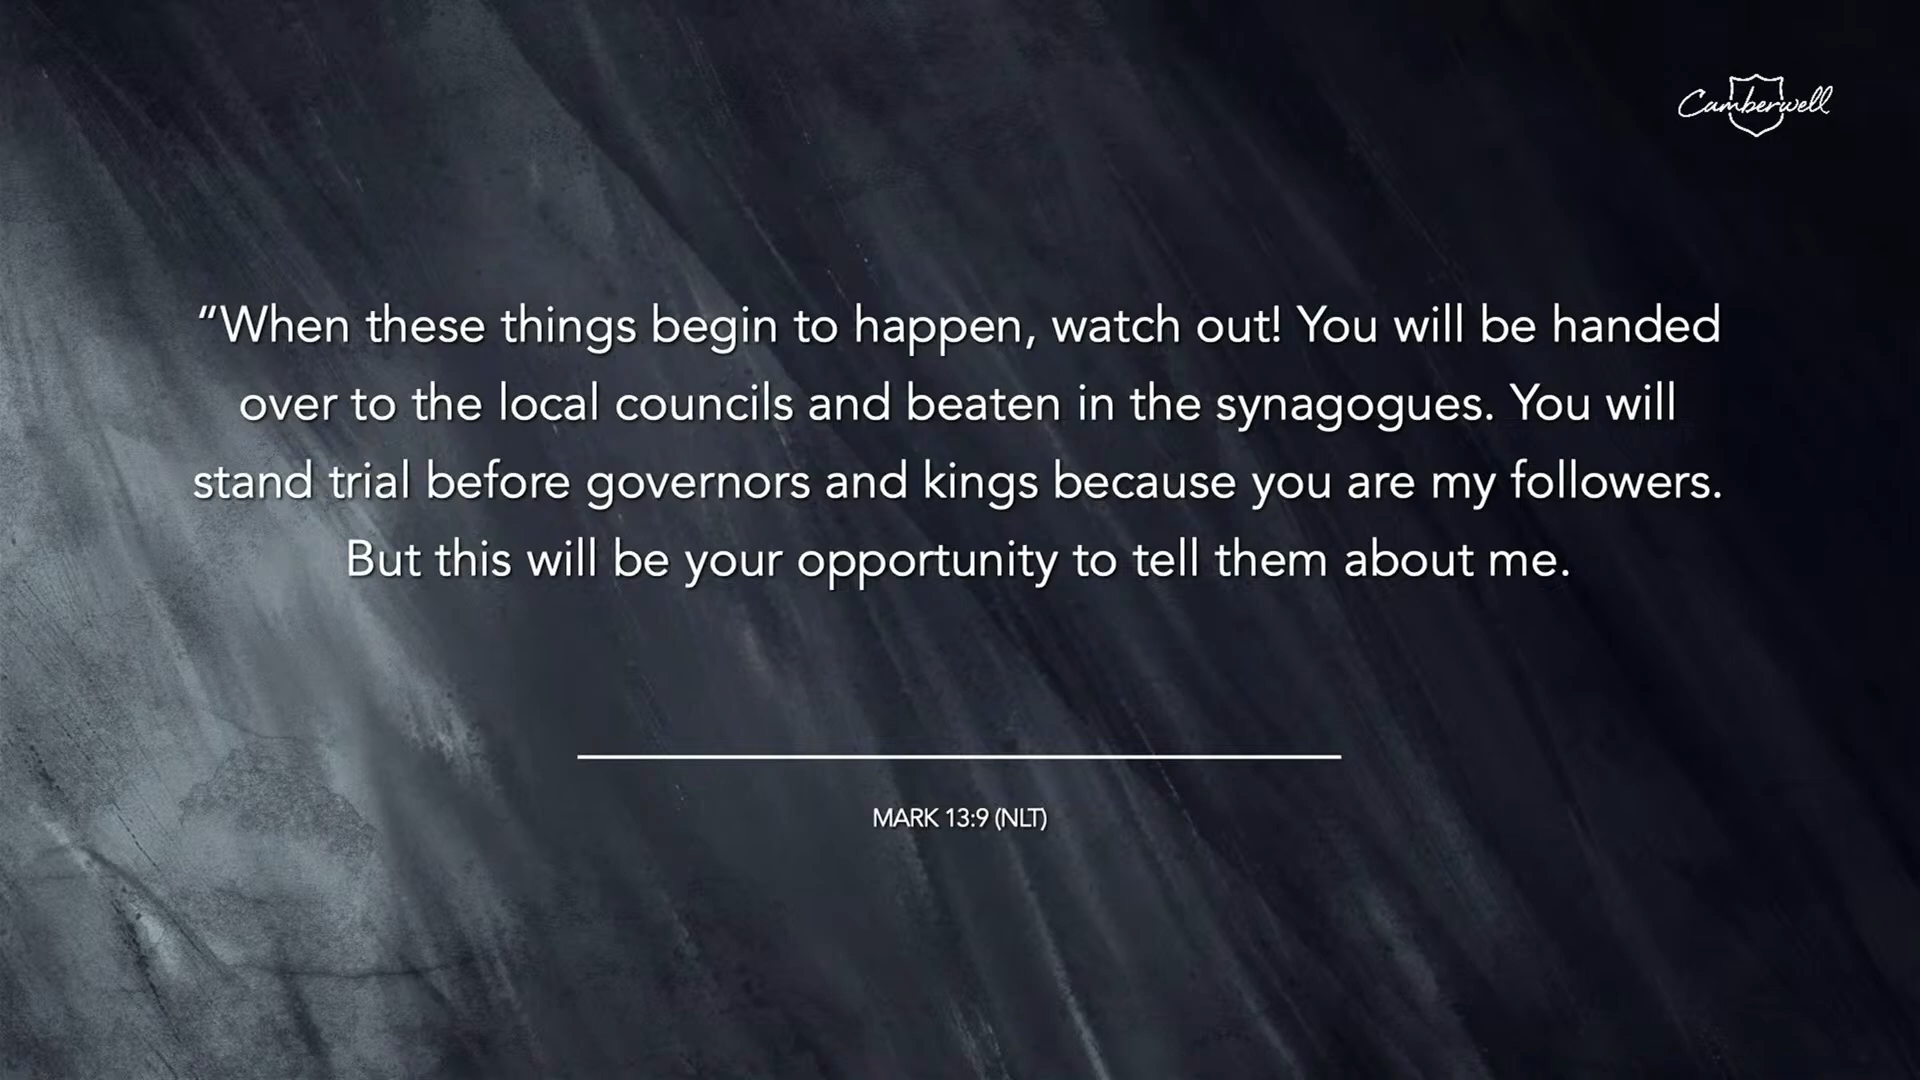 Camberwell
“When these things begin to happen, watch out! You will be handed
over to the local councils and beaten in the synagogues. You will
stand trial before governors and kings because you are my followers.
But this will be your opportunity to tell them about me.
MARK 13:9 (NLT)